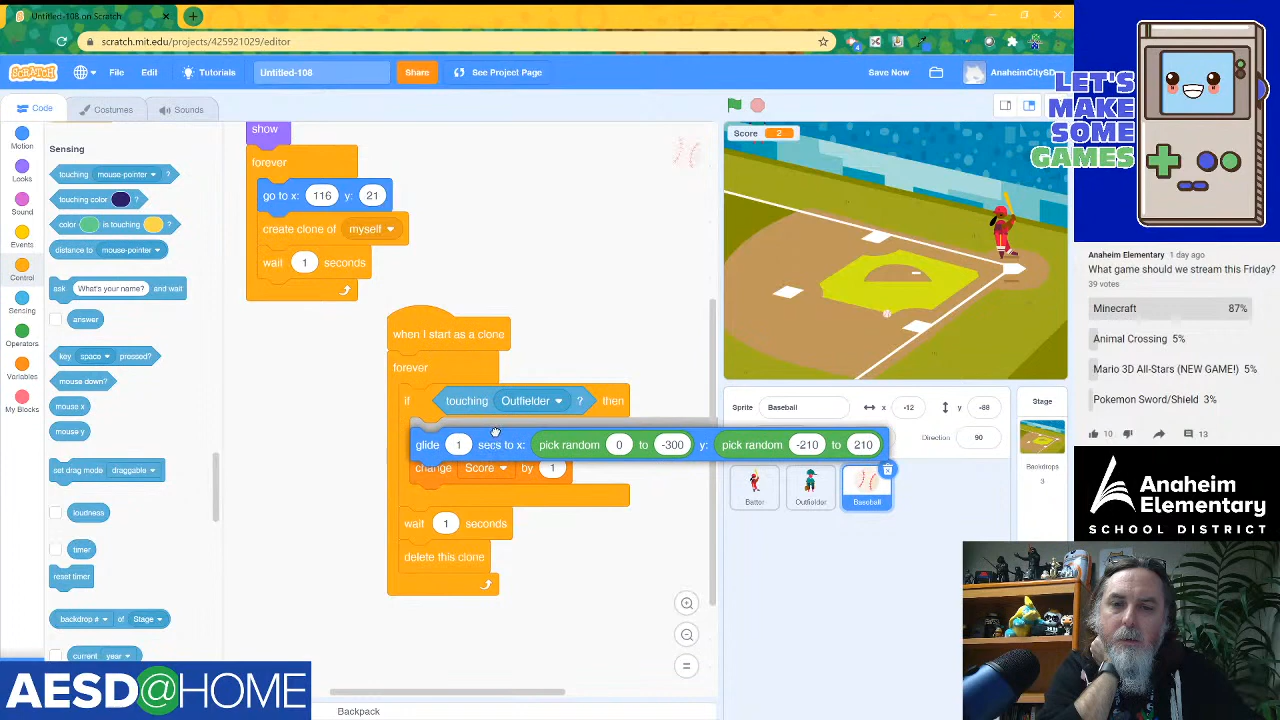 Untitled-108 on Scratch
scratch.mit.edu/projects/425921029/editor
SCRATCH
File
Edit
Tutorials
Untitled-108
Share
See Project Page
Save Now
AnaheimCitySD
Code
Costumes
Sounds
Motion
Looks
Sound
Events
Control
Sensing
Operators
Variables
My Blocks
Sensing
touching mouse-pointer ?
touching color ?
color is touching ?
distance to mouse-pointer
ask What's your name? and wait
answer
key space pressed?
mouse down?
mouse x
mouse y
set drag mode draggable
loudness
timer
reset timer
backdrop # of Stage
current year
show
forever
go to x: 116 y: 21
create clone of myself
wait 1 seconds
when I start as a clone
forever
if touching Outfielder ? then
glide 1 secs to x: pick random 0 to -300 y: pick random -210 to 210
change Score by 1
wait 1 seconds
delete this clone
Backpack
Score 2
Sprite Baseball x -12 y -88
Direction 90
Batter
Outfielder
Baseball
Stage
Backdrops
3
LET'S
MAKE
SOME
GAMES
Anaheim Elementary 1 day ago
What game should we stream this Friday?
39 votes
Minecraft 87%
Animal Crossing 5%
Mario 3D All-Stars (NEW GAME!) 5%
Pokemon Sword/Shield 3%
10
13
Anaheim Elementary
SCHOOL DISTRICT
AESD@HOME